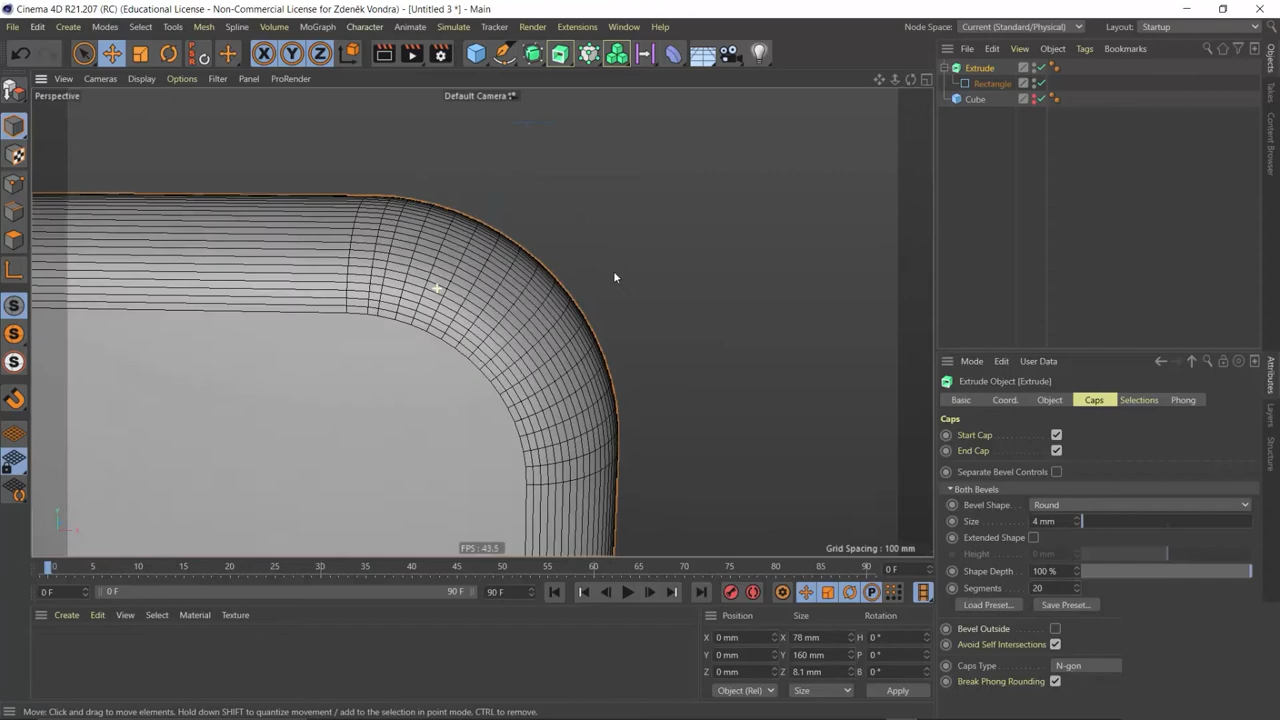 Cinema 4D R21.207 (RC) (Educational License - Non-Commercial License for Zdeněk Vondra) - [Untitled 3 *] - Main
File Edit Create Modes Select Tools Mesh Spline Volume MoGraph Character Animate Simulate Tracker Render Extensions Window Help
Node Space: Current (Standard/Physical) Layout: Startup
File Edit View Object Tags Bookmarks
X Y Z
View Cameras Display Options Filter Panel ProRender
Perspective
Default Camera
Extrude
Rectangle
Cube
Objects
Takes
Content Browser
Attributes
Layers
Structure
Mode Edit User Data
Extrude Object [Extrude]
Basic Coord. Object Caps Selections Phong
Caps
Start Cap
End Cap
Separate Bevel Controls
Both Bevels
Bevel Shape. Round
Size 4 mm
Extended Shape
Height 0 mm
Shape Depth 100 %
Segments 20
Load Preset... Save Preset...
Bevel Outside
Avoid Self Intersections
Caps Type N-gon
Break Phong Rounding
Y
X
FPS : 43.5
Grid Spacing : 100 mm
0 5 10 15 20 25 30 35 40 45 50 55 60 65 70 75 80 85 90 0 F
0 F 0 F 90 F 90 F
Create Edit View Select Material Texture
Position Size Rotation
X 0 mm X 78 mm H 0 °
Y 0 mm Y 160 mm P 0 °
Z 0 mm Z 8.1 mm B 0 °
Object (Rel) Size Apply
Move: Click and drag to move elements. Hold down SHIFT to quantize movement / add to the selection in point mode, CTRL to remove.